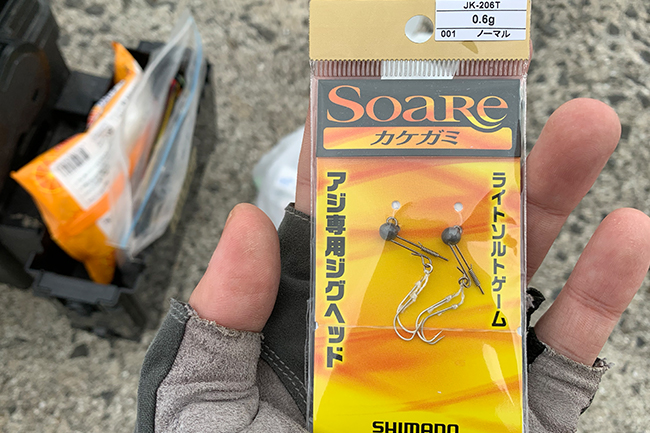 JK-206T
0.6g
001 ノーマル
SOARE
カケガミ
アジ専用ジグヘッド
ライトソルトゲーム
SHIMANO